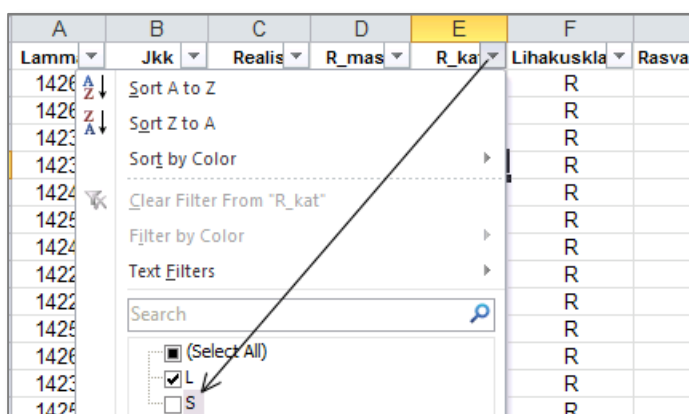 A B C D E F
Lamm Jkk Realis R_mas R_kat Lihakuskla Rasva
1426 Sort A to Z R
1426 Sort Z to A R
1423 R
1423 Sort by Color R
1424 Clear Filter From "R_kat" R
1425 R
1424 Filter by Color R
1422 Text Filters R
1422 Search R
1425 R
1426 (Select All) R
1423 L R
1426 S R